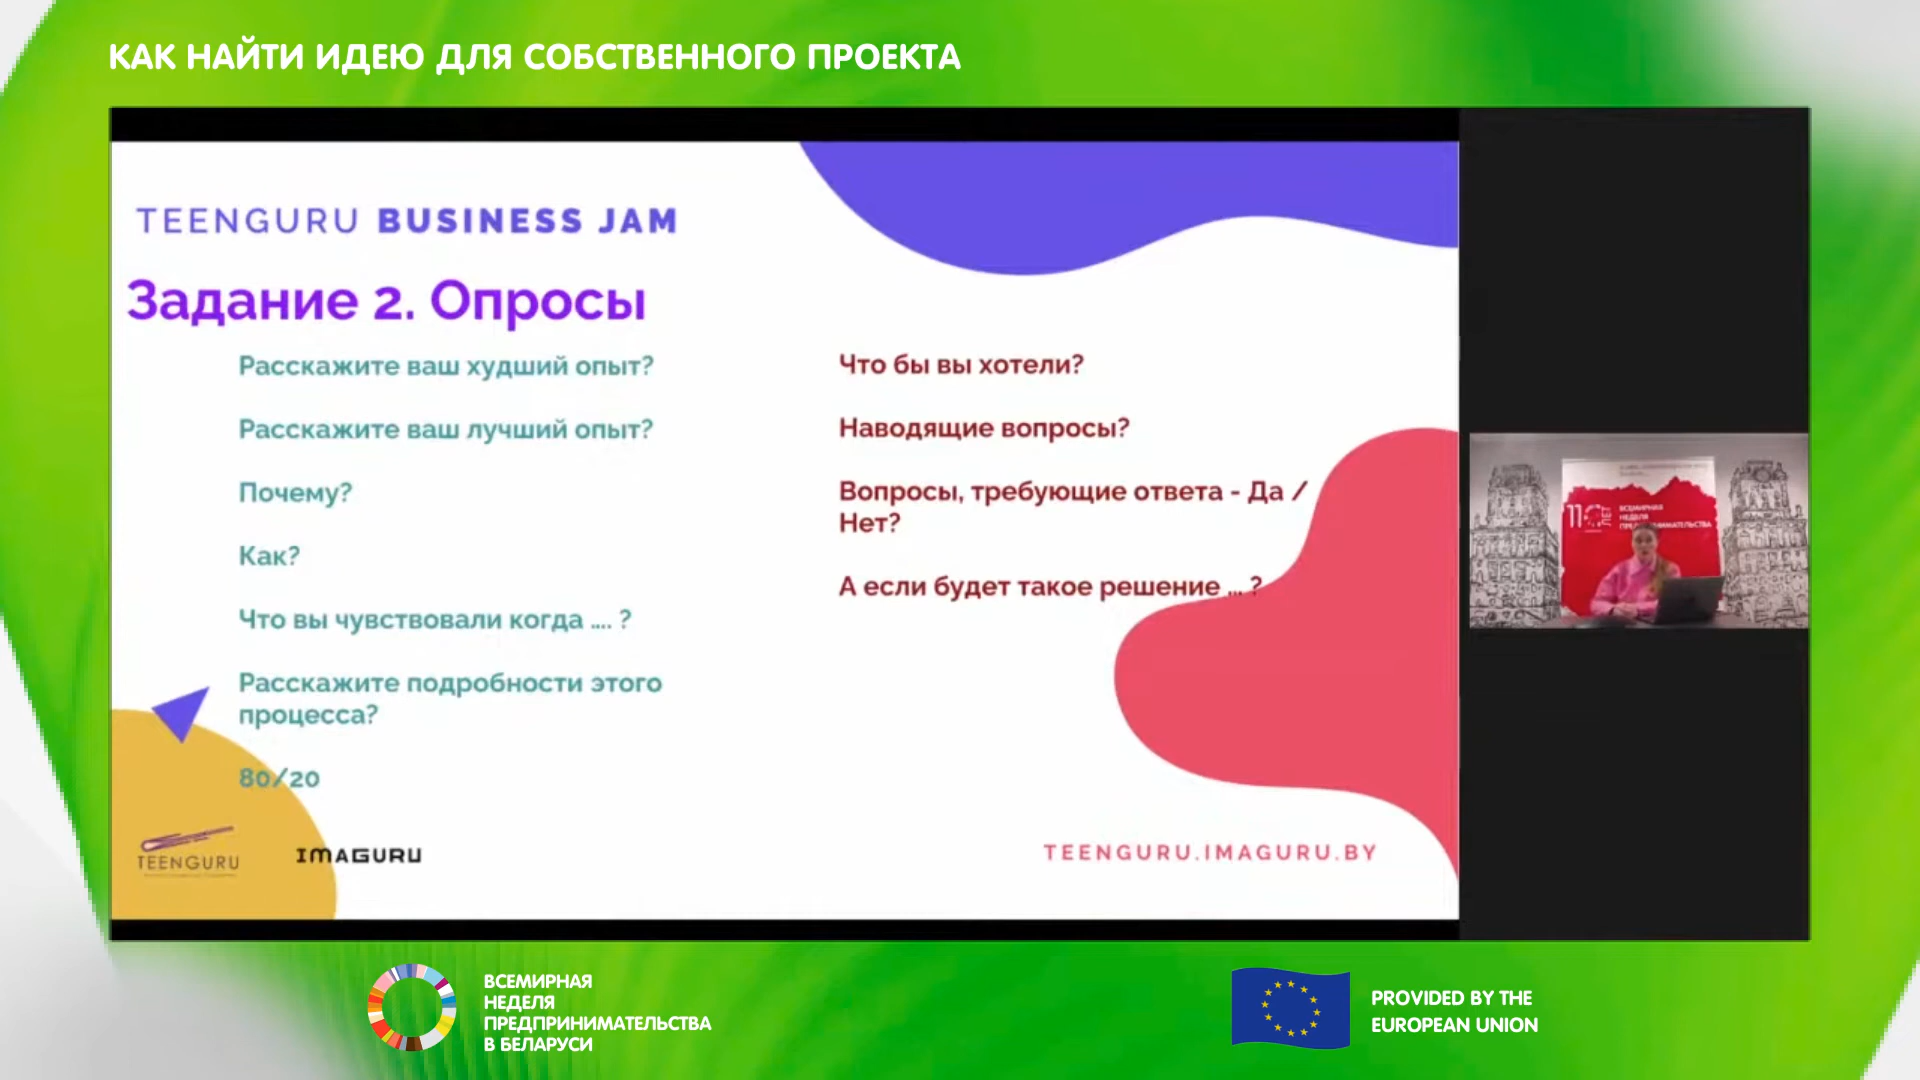 КАК НАЙТИ ИДЕЮ ДЛЯ СОБСТВЕННОГО ПРОЕКТА
TEENGURU BUSINESS JAM
Задание 2. Опросы
Расскажите ваш худший опыт?
Расскажите ваш лучший опыт?
Почему?
Как?
Что вы чувствовали когда .... ?
Расскажите подробности этого
процесса?
80/20
Что бы вы хотели?
Наводящие вопросы?
Вопросы, требующие ответа - Да /
Нет?
А если будет такое решение ... ?
TEENGURU
IMAGURU
TEENGURU.IMAGURU.BY
ЛЕТ
ВСЕМИРНАЯ
НЕДЕЛЯ
ВСЕМИРНАЯ
НЕДЕЛЯ
ПРЕДПРИНИМАТЕЛЬСТВА
В БЕЛАРУСИ
PROVIDED BY THE
EUROPEAN UNION